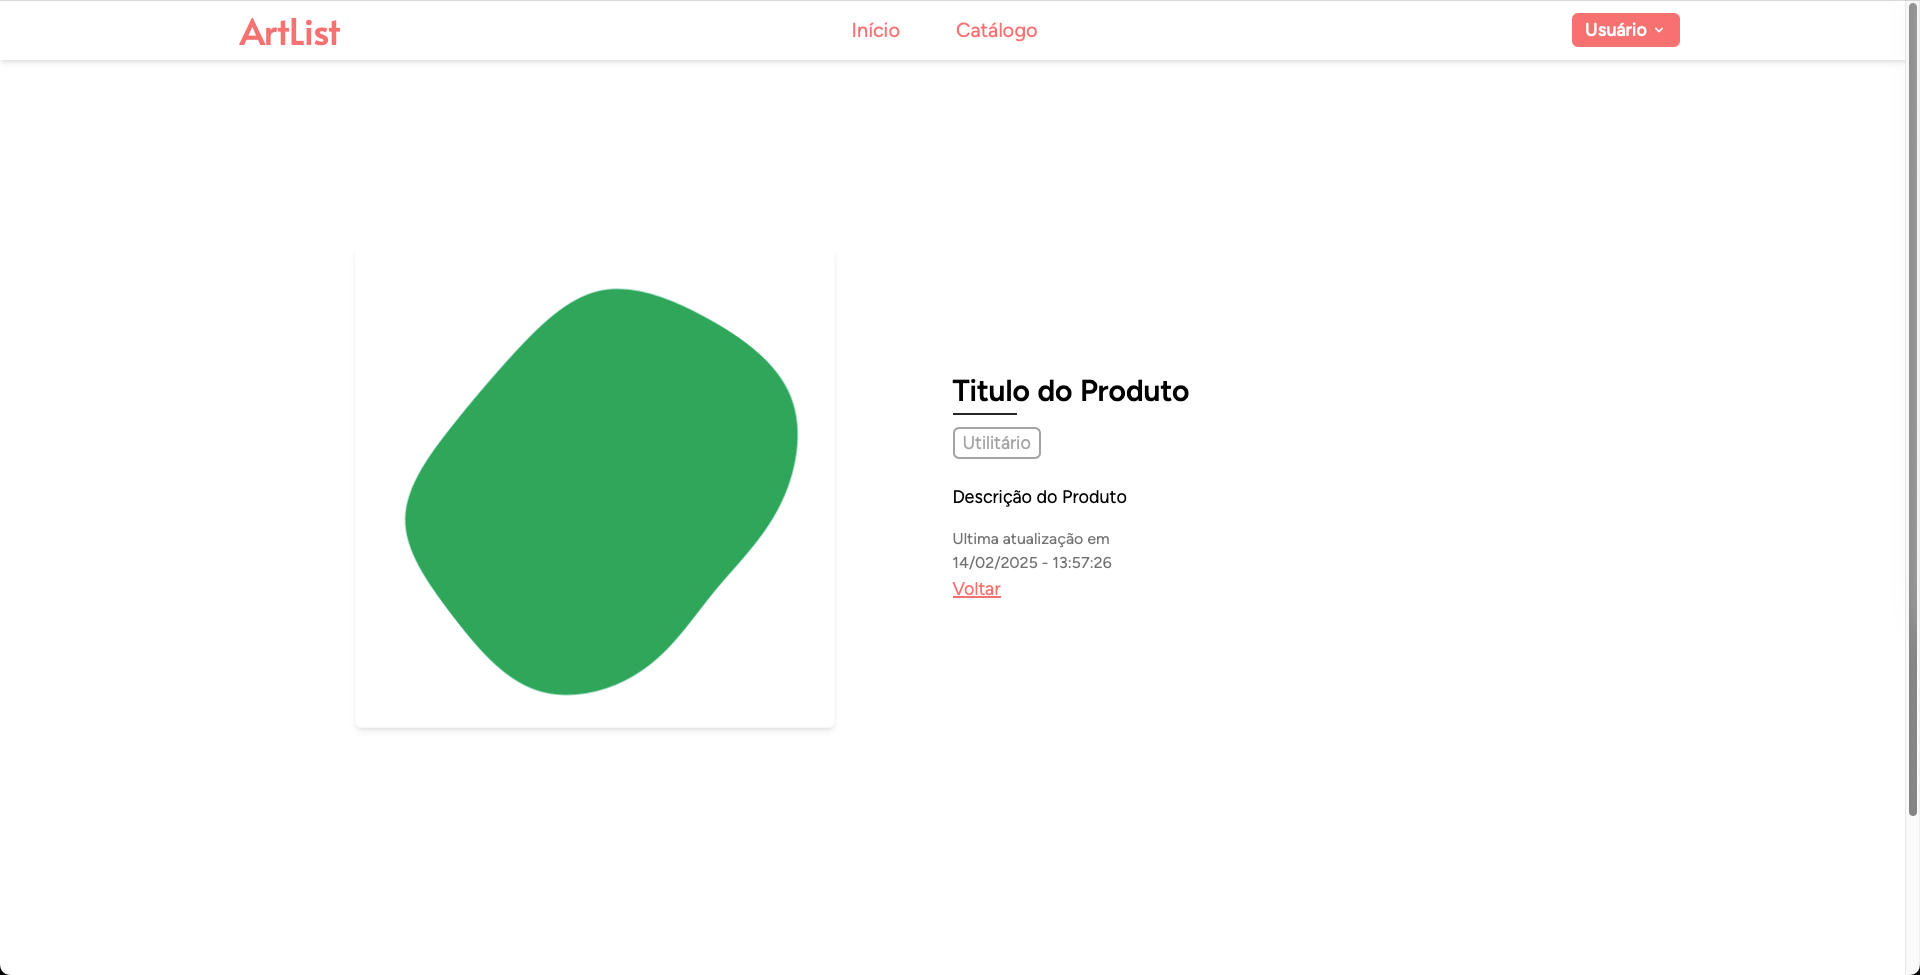 ArtList
Início
Catálogo
Usuário
Titulo do Produto
Utilitário
Descrição do Produto
Ultima atualização em
14/02/2025 - 13:57:26
Voltar